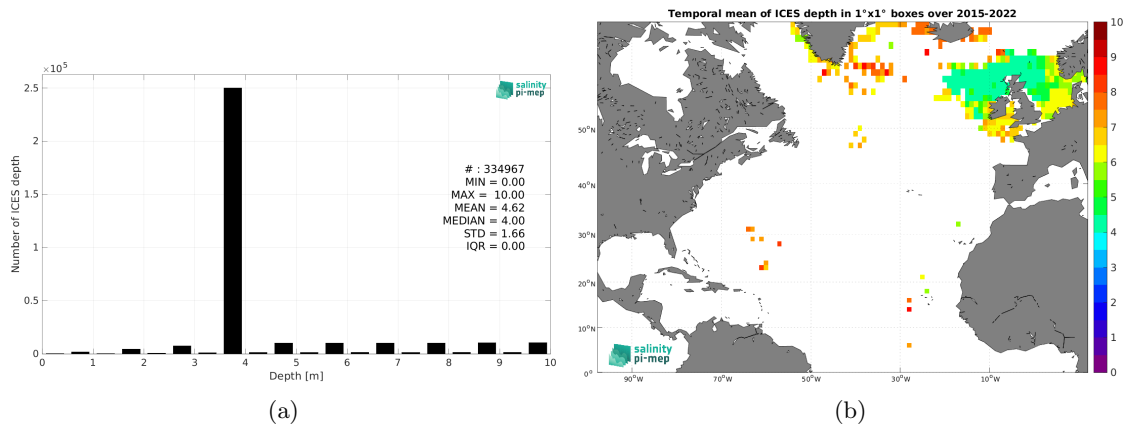 ×10⁵
2.5
2
1.5
1
0.5
0
Number of ICES depth
0 1 2 3 4 5 6 7 8 9 10
Depth [m]
salinity
pi-mep
# : 334967
MIN = 0.00
MAX = 10.00
MEAN = 4.62
MEDIAN = 4.00
STD = 1.66
IQR = 0.00
(a)
Temporal mean of ICES depth in 1°x1° boxes over 2015-2022
50°N
40°N
30°N
20°N
10°N
0°
90°W 70°W 50°W 30°W 10°W
salinity
pi-mep
10
9
8
7
6
5
4
3
2
1
0
(b)